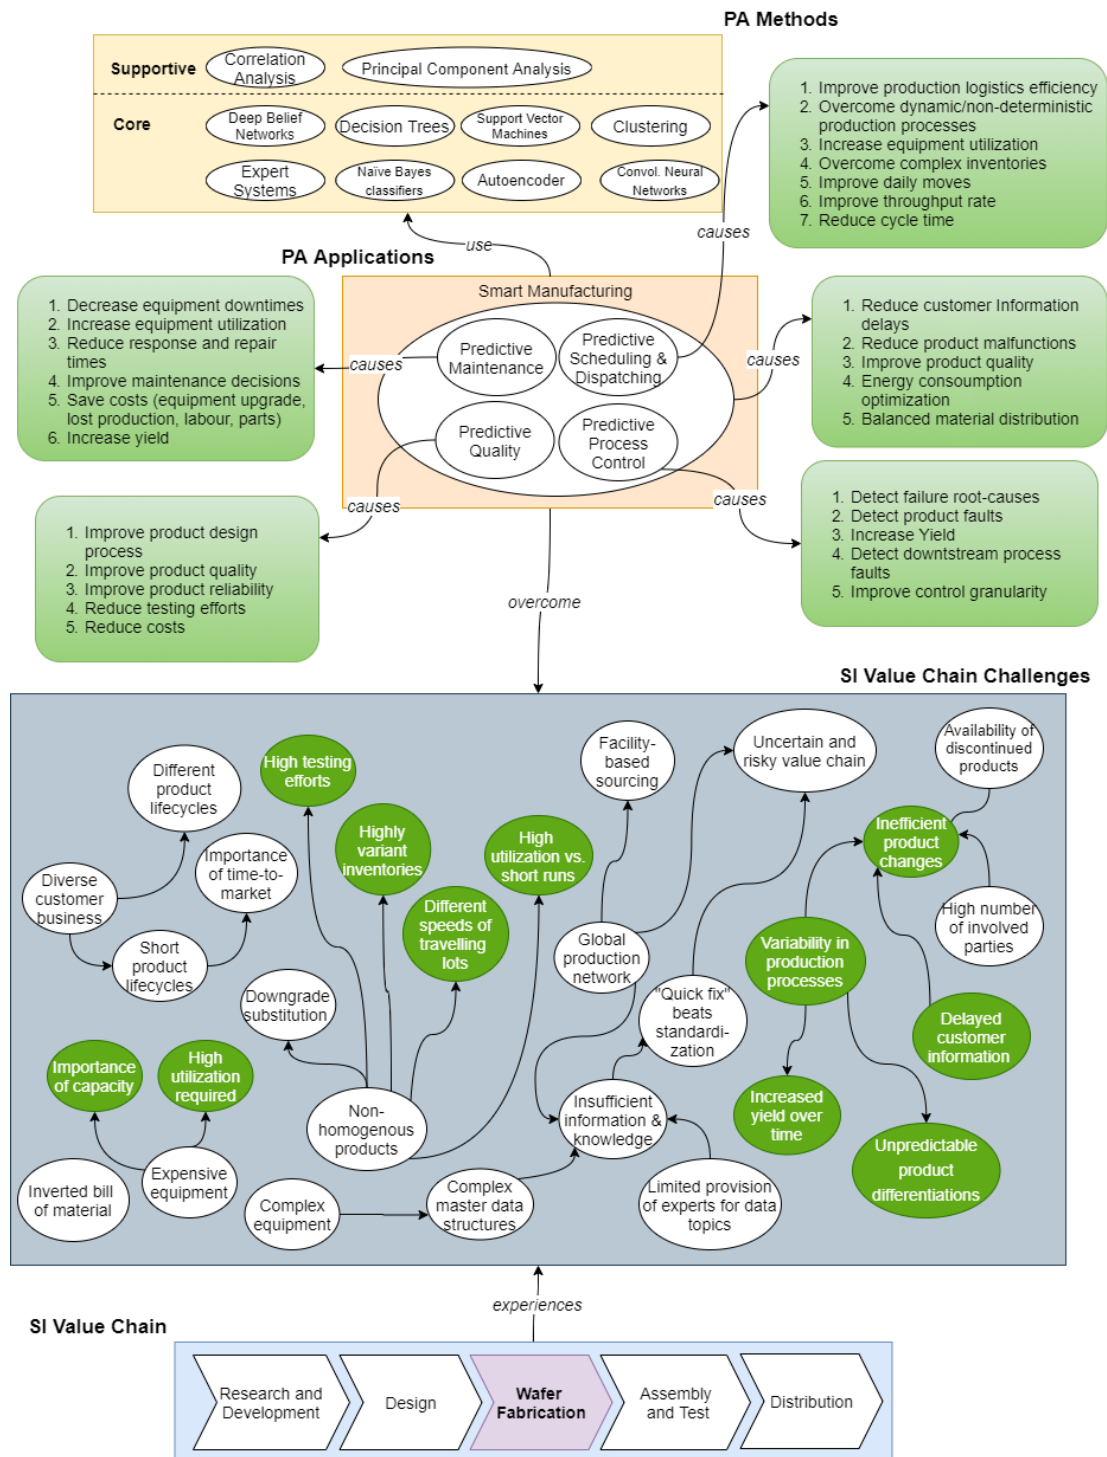 PA Methods
Supportive
Correlation
Analysis
Principal Component Analysis
Core
Deep Belief
Networks
Decision Trees
Support Vector
Machines
Clustering
Expert
Systems
Naïve Bayes
classifiers
Autoencoder
Convol. Neural
Networks
1. Improve production logistics efficiency
2. Overcome dynamic/non-deterministic
production processes
3. Increase equipment utilization
4. Overcome complex inventories
5. Improve daily moves
6. Improve throughput rate
7. Reduce cycle time
use
causes
PA Applications
Smart Manufacturing
Predictive
Maintenance
Predictive
Scheduling &
Dispatching
Predictive
Quality
Predictive
Process
Control
1. Decrease equipment downtimes
2. Increase equipment utilization
3. Reduce response and repair
times
4. Improve maintenance decisions
5. Save costs (equipment upgrade,
lost production, labour, parts)
6. Increase yield
causes
causes
1. Reduce customer Information
delays
2. Reduce product malfunctions
3. Improve product quality
4. Energy consoumption
optimization
5. Balanced material distribution
causes
causes
1. Improve product design
process
2. Improve product quality
3. Improve product reliability
4. Reduce testing efforts
5. Reduce costs
1. Detect failure root-causes
2. Detect product faults
3. Increase Yield
4. Detect downtstream process
faults
5. Improve control granularity
overcome
SI Value Chain Challenges
Different
product
lifecycles
High testing
efforts
Facility-
based
sourcing
Uncertain and
risky value chain
Availability of
discontinued
products
Diverse
customer
business
Importance
of time-to-
market
Highly
variant
inventories
High
utilization vs.
short runs
Inefficient
product
changes
Short
product
lifecycles
Different
speeds of
travelling
lots
Global
production
network
Variability in
production
processes
High number
of involved
parties
Downgrade
substitution
"Quick fix"
beats
standardi-
zation
Delayed
customer
information
Importance
of capacity
High
utilization
required
Non-
homogenous
products
Insufficient
information &
knowledge
Increased
yield over
time
Unpredictable
product
differentiations
Inverted bill
of material
Expensive
equipment
Complex
equipment
Complex
master data
structures
Limited provision
of experts for data
topics
experiences
SI Value Chain
Research and
Development
Design
Wafer
Fabrication
Assembly
and Test
Distribution